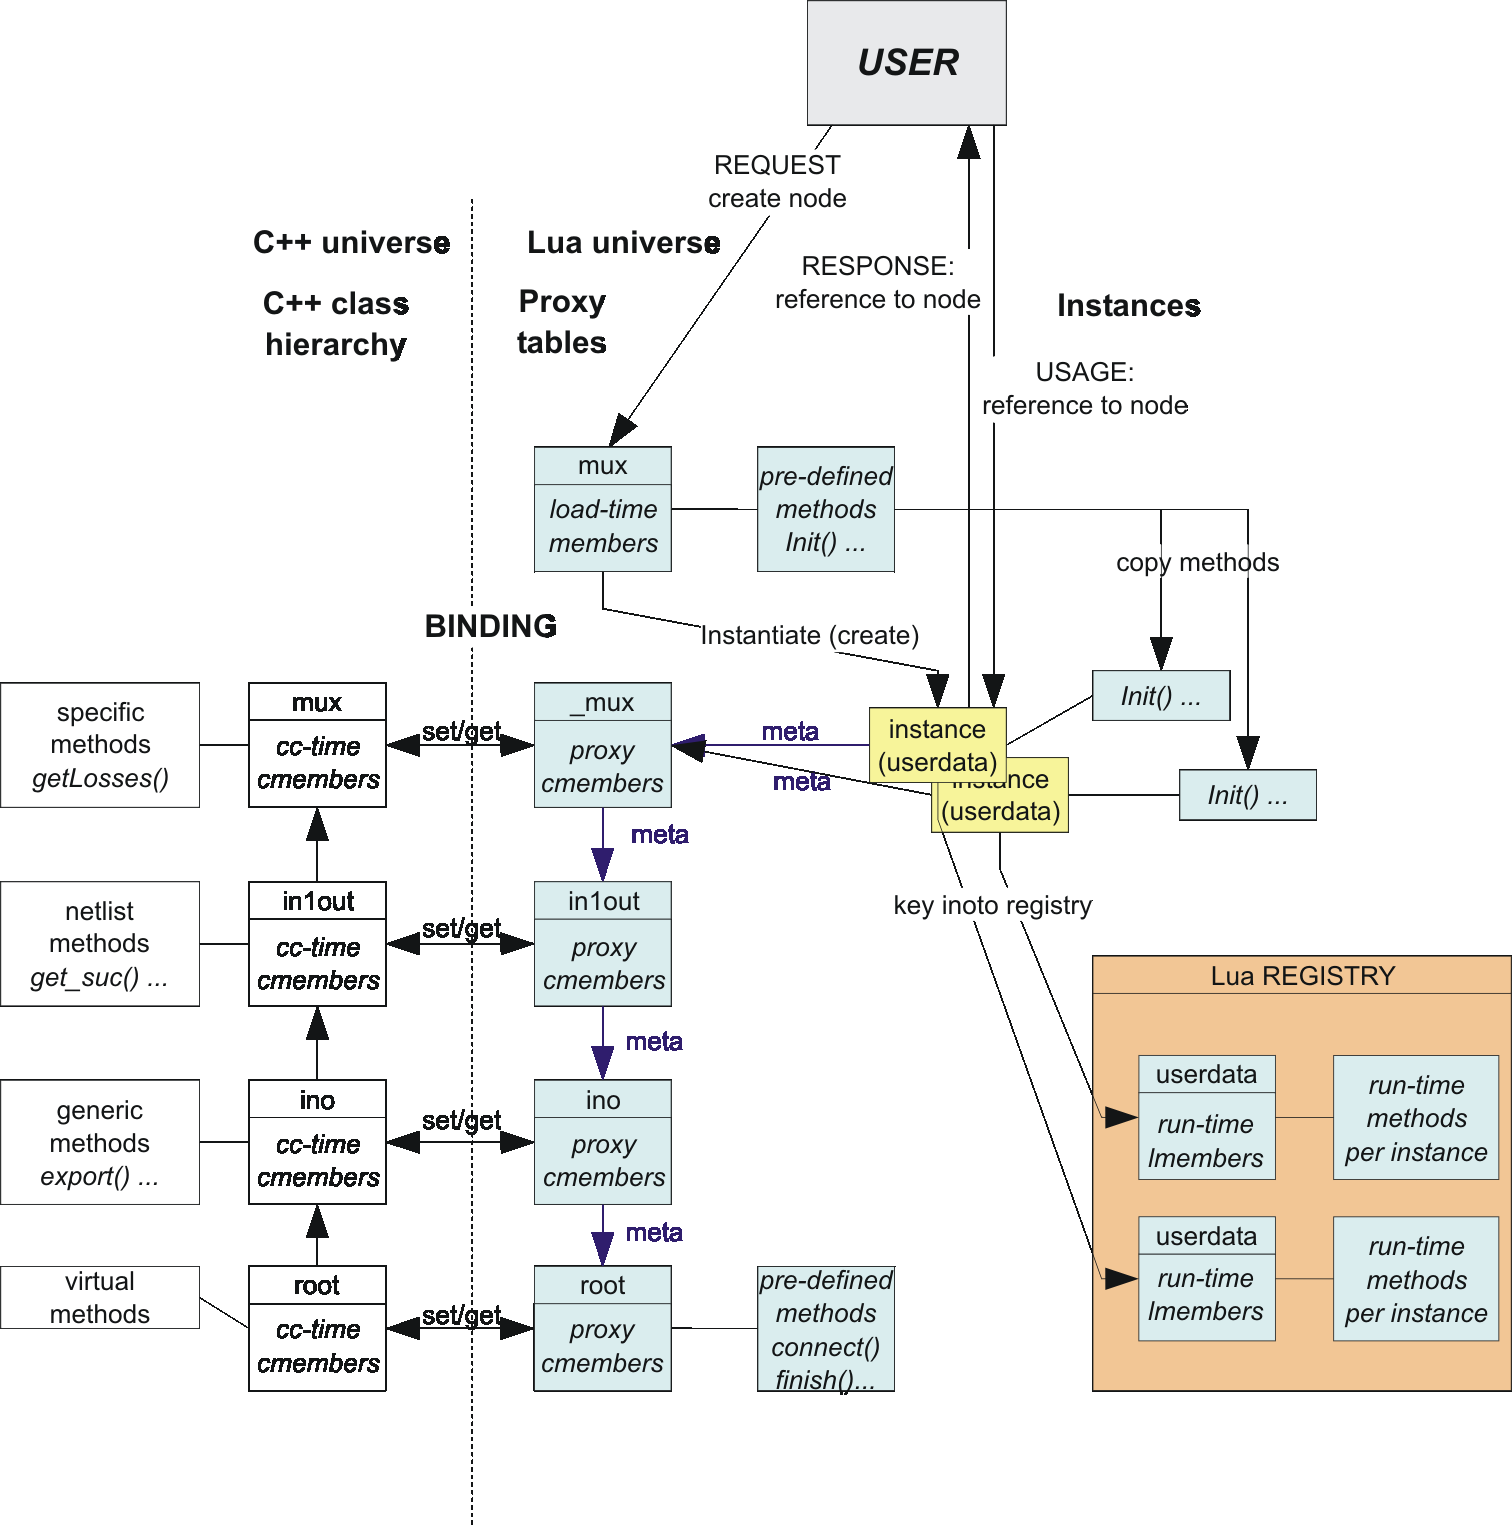 USER
REQUEST
create node
C++ universe
Lua universe
RESPONSE:
reference to node
C++ class
hierarchy
Proxy
tables
Instances
USAGE:
reference to node
mux
load-time
members
pre-defined
methods
Init() ...
copy methods
BINDING
Instantiate (create)
specific
methods
getLosses()
mux
cc-time
cmembers
set/get
_mux
proxy
cmembers
meta
meta
instance
(userdata)
instance
(userdata)
Init() ...
Init() ...
meta
netlist
methods
get_suc() ...
in1out
cc-time
cmembers
set/get
in1out
proxy
cmembers
key inoto registry
Lua REGISTRY
meta
generic
methods
export() ...
ino
cc-time
cmembers
set/get
ino
proxy
cmembers
userdata
run-time
lmembers
run-time
methods
per instance
meta
virtual
methods
root
cc-time
cmembers
set/get
root
proxy
cmembers
pre-defined
methods
connect()
finish()...
userdata
run-time
lmembers
run-time
methods
per instance